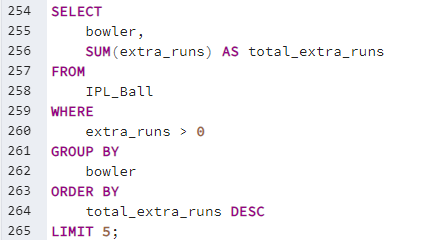 254 SELECT
255     bowler,
256     SUM(extra_runs) AS total_extra_runs
257 FROM
258     IPL_Ball
259 WHERE
260     extra_runs > 0
261 GROUP BY
262     bowler
263 ORDER BY
264     total_extra_runs DESC
265 LIMIT 5;